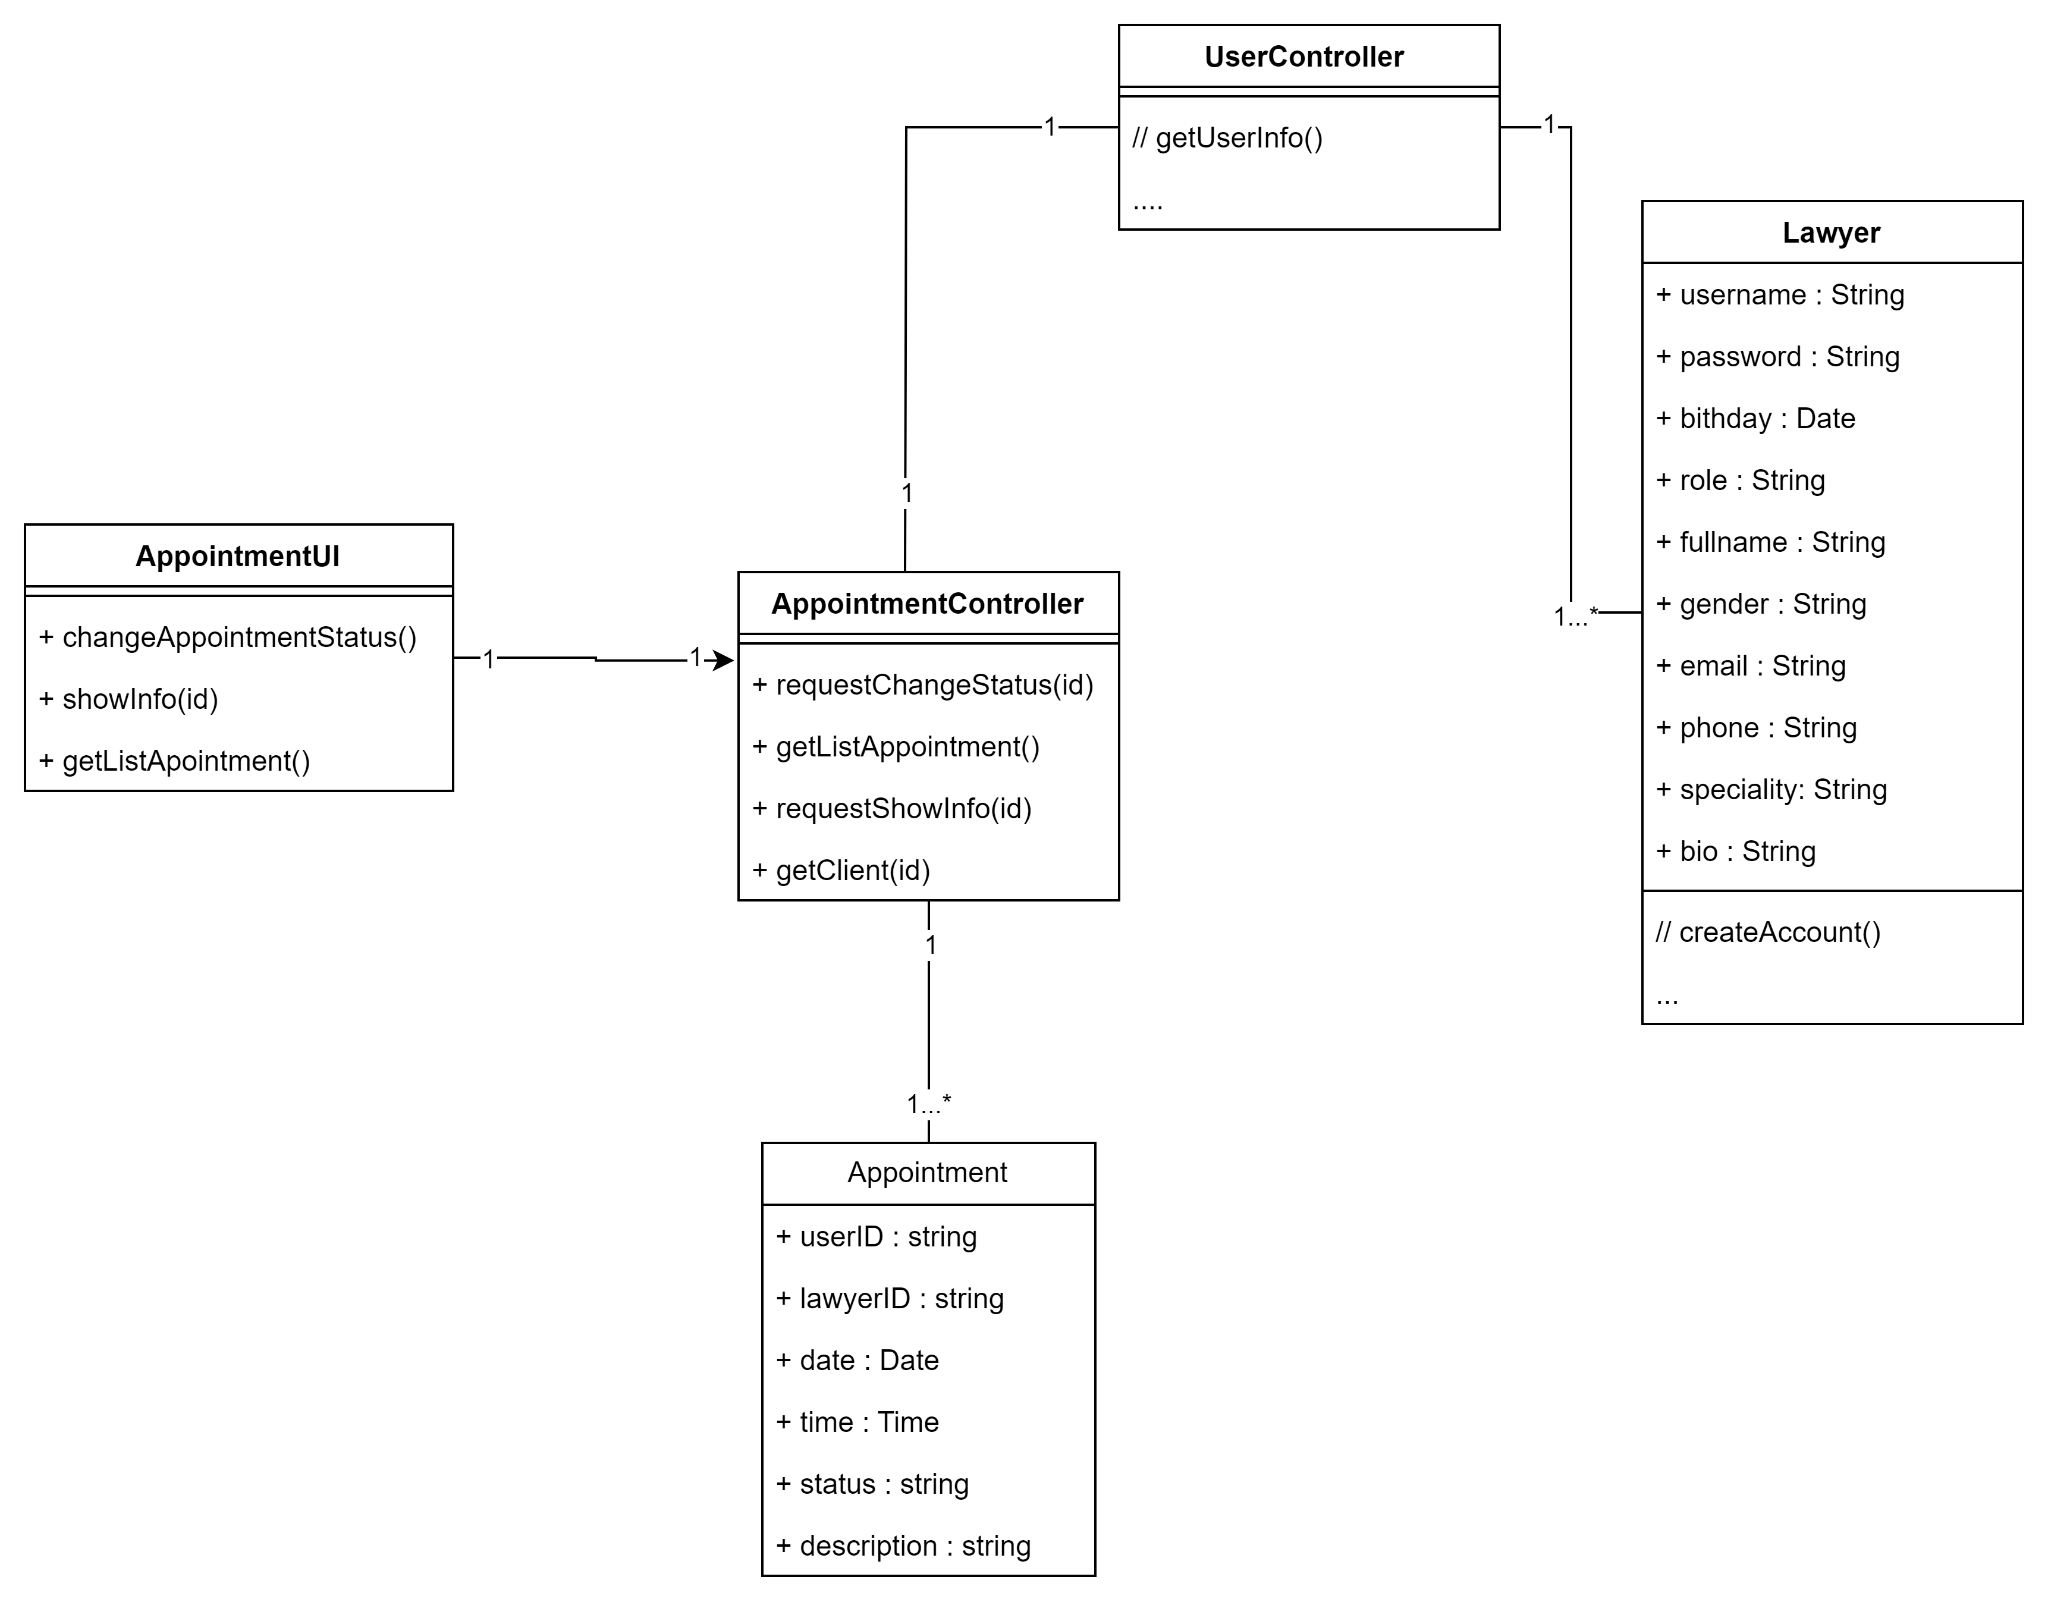 UserController
// getUserInfo()
....
1
1
1
1...*
Lawyer
+ username : String
+ password : String
+ bithday : Date
+ role : String
+ fullname : String
+ gender : String
+ email : String
+ phone : String
+ speciality: String
+ bio : String
// createAccount()
...
AppointmentUI
+ changeAppointmentStatus()
+ showInfo(id)
+ getListApointment()
1
1
AppointmentController
+ requestChangeStatus(id)
+ getListAppointment()
+ requestShowInfo(id)
+ getClient(id)
1
1...*
Appointment
+ userID : string
+ lawyerID : string
+ date : Date
+ time : Time
+ status : string
+ description : string